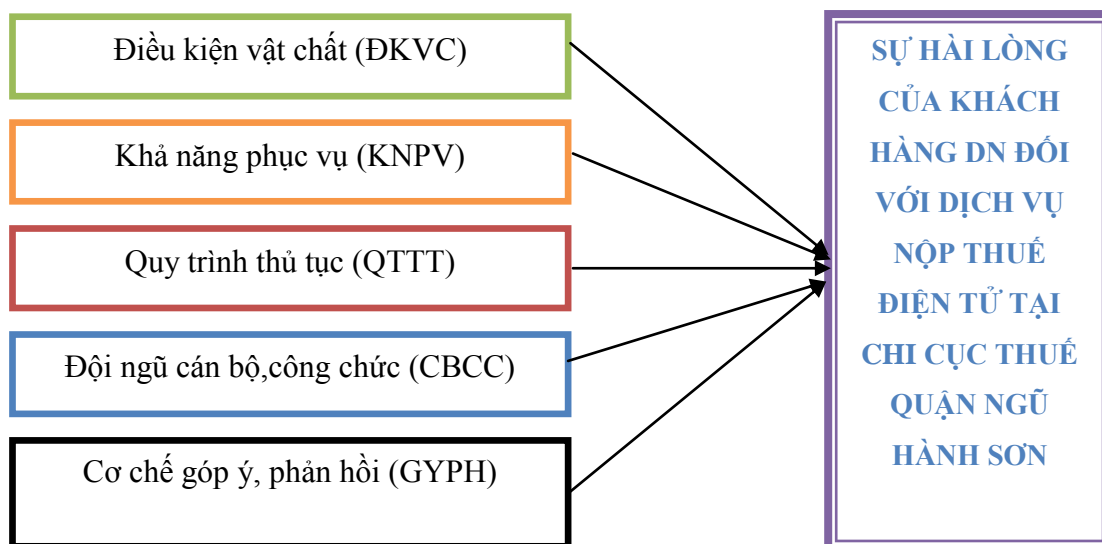 Điều kiện vật chất (ĐKVC)
Khả năng phục vụ (KNPV)
Quy trình thủ tục (QTTT)
Đội ngũ cán bộ,công chức (CBCC)
Cơ chế góp ý, phản hồi (GYPH)
SỰ HÀI LÒNG
CỦA KHÁCH
HÀNG DN ĐỐI
VỚI DỊCH VỤ
NỘP THUẾ
ĐIỆN TỬ TẠI
CHI CỤC THUẾ
QUẬN NGŨ
HÀNH SƠN